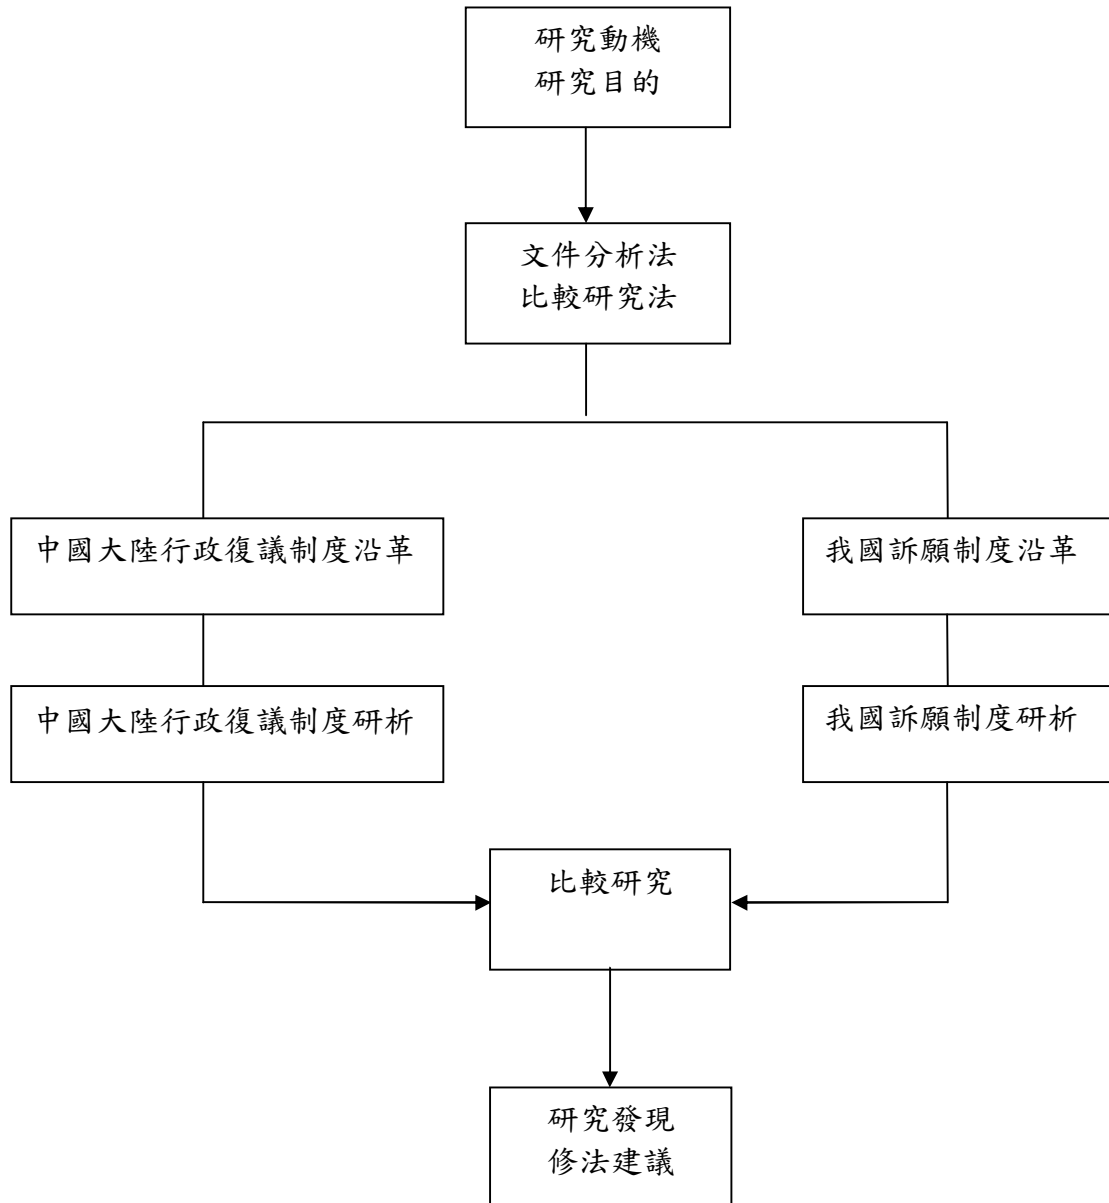 研究動機
研究目的
文件分析法
比較研究法
中國大陸行政復議制度沿革
我國訴願制度沿革
中國大陸行政復議制度研析
我國訴願制度研析
比較研究
研究發現
修法建議